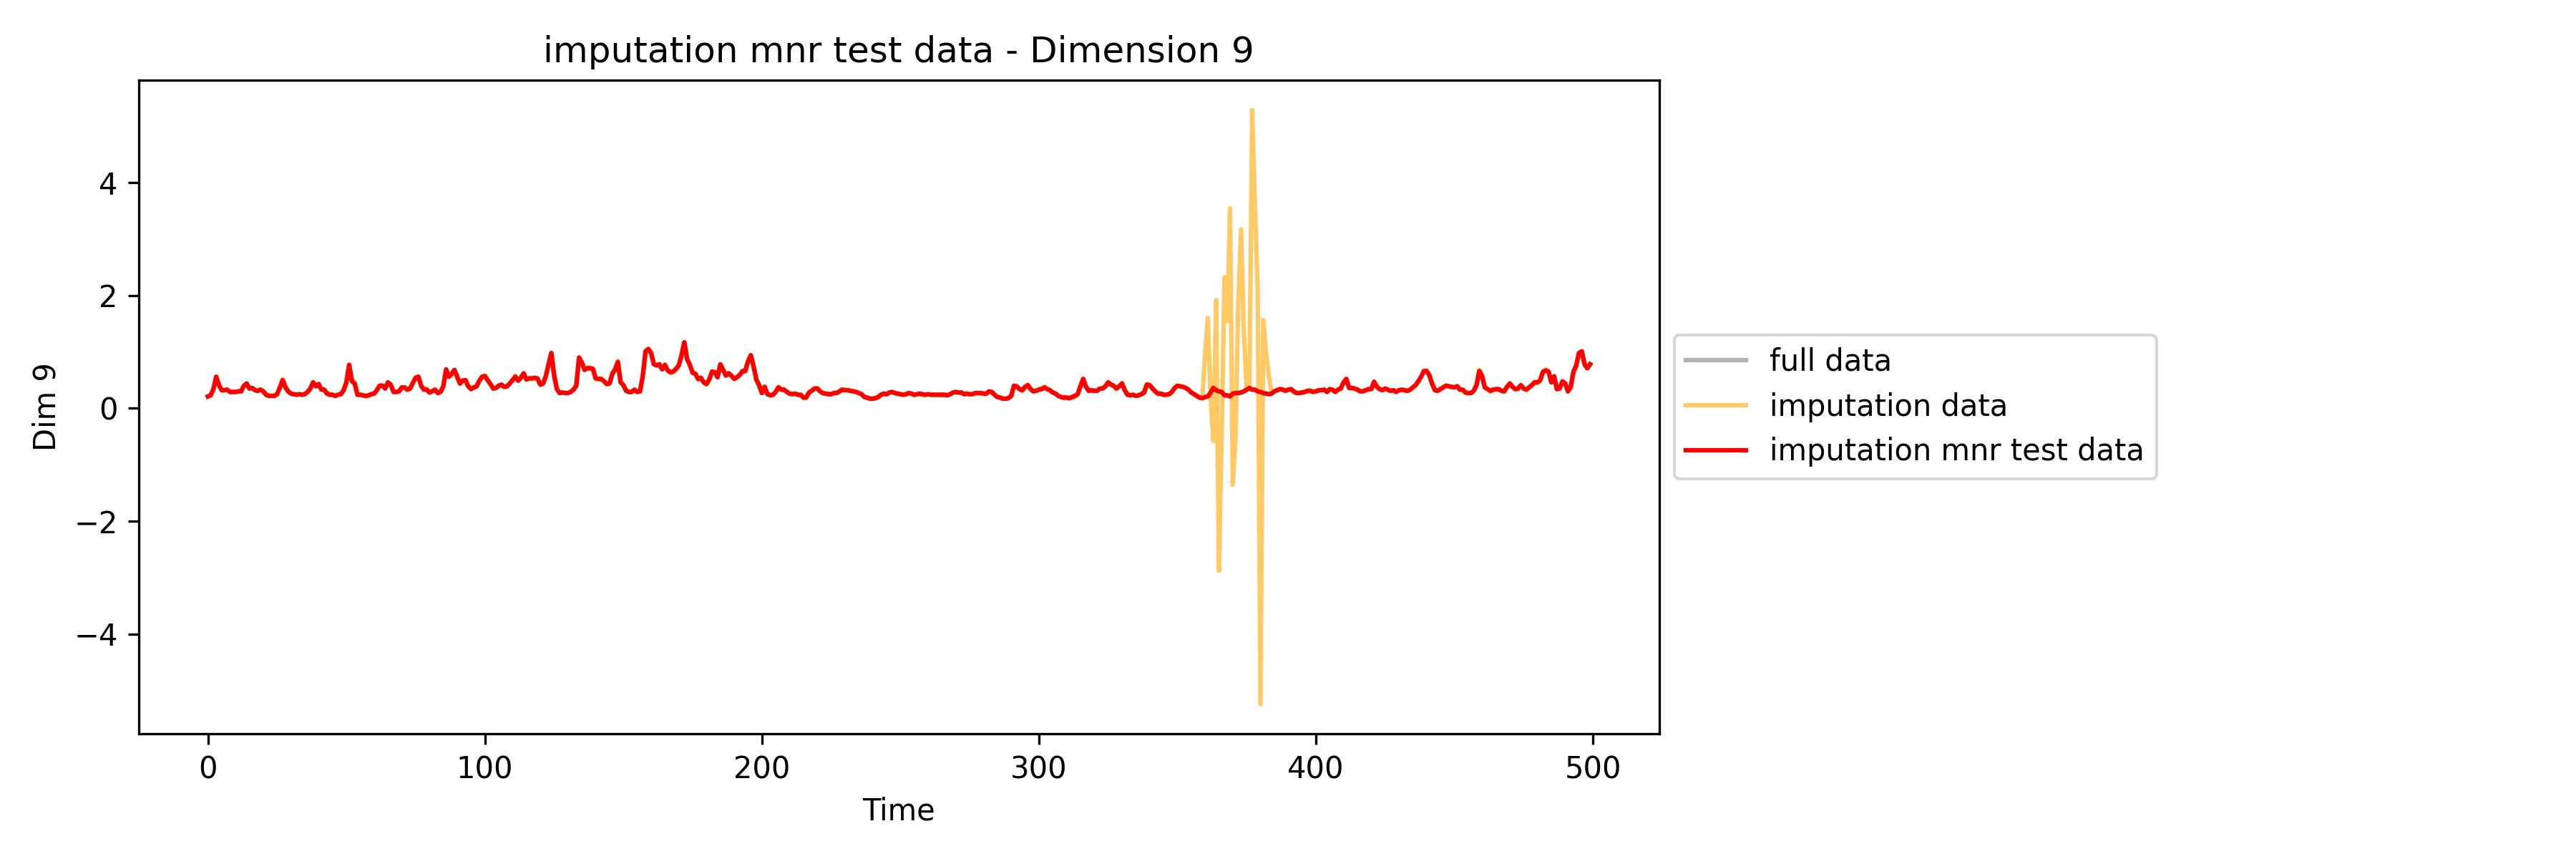 imputation mnr test data - Dimension 9
4
2
0
−2
−4
Dim 9
0 100 200 300 400 500
Time
full data
imputation data
imputation mnr test data